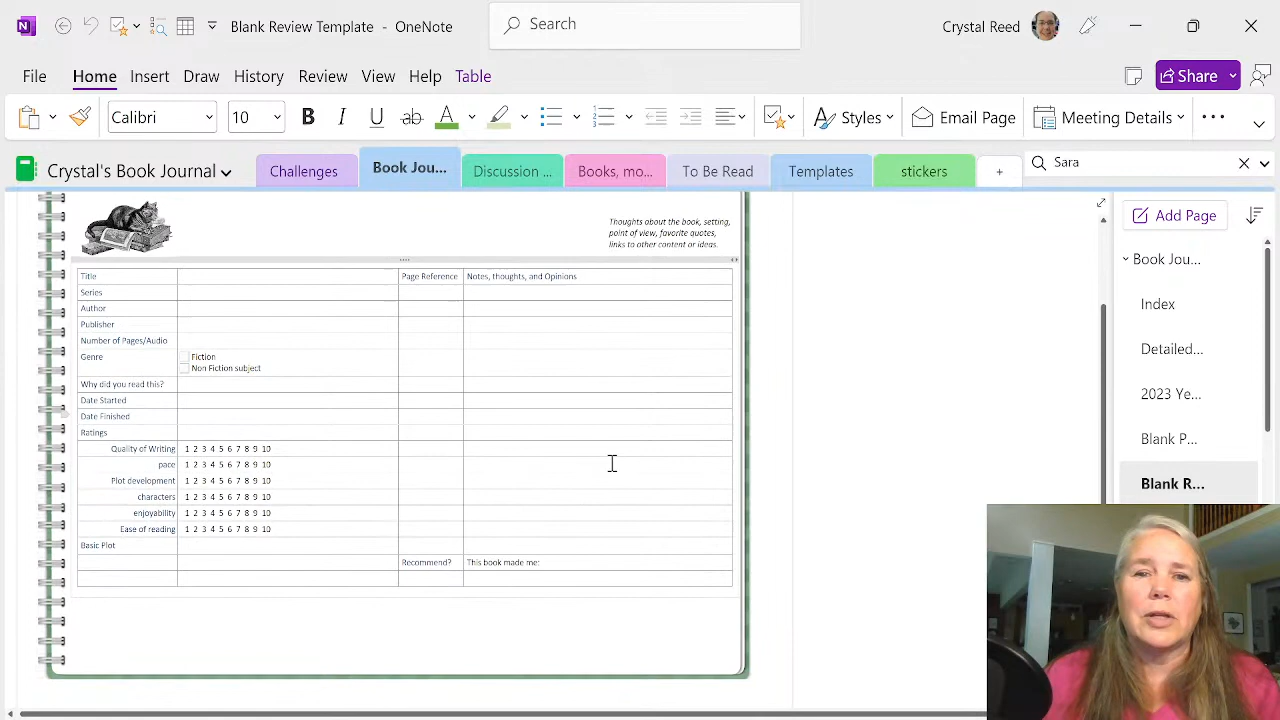 Blank Review Template - OneNote
Search
Crystal Reed
File Home Insert Draw History Review View Help Table
Share
Calibri 10 B I U ab A Styles Email Page Meeting Details
Crystal's Book Journal
Challenges
Book Jou...
Discussion ...
Books, mo...
To Be Read
Templates
stickers
+
Sara
Thoughts about the book, setting,
point of view, favorite quotes,
links to other content or ideas.
Add Page
Book Jou...
Index
Detailed...
2023 Ye...
Blank P...
Blank R...
Title Page Reference Notes, thoughts, and Opinions
Series
Author
Publisher
Number of Pages/Audio
Genre Fiction
Non Fiction subject
Why did you read this?
Date Started
Date Finished
Ratings
Quality of Writing 1 2 3 4 5 6 7 8 9 10
pace 1 2 3 4 5 6 7 8 9 10
Plot development 1 2 3 4 5 6 7 8 9 10
characters 1 2 3 4 5 6 7 8 9 10
enjoyability 1 2 3 4 5 6 7 8 9 10
Ease of reading 1 2 3 4 5 6 7 8 9 10
Basic Plot
Recommend? This book made me: